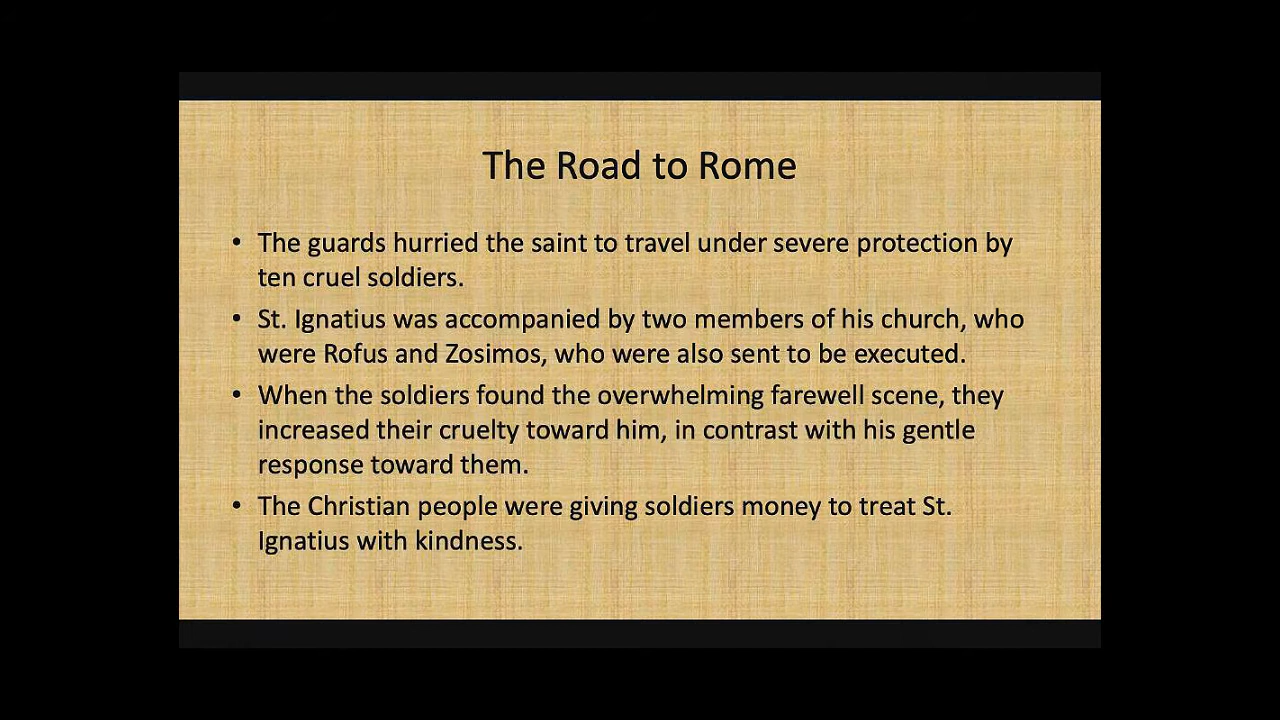 The Road to Rome
• The guards hurried the saint to travel under severe protection by
ten cruel soldiers.
• St. Ignatius was accompanied by two members of his church, who
were Rofus and Zosimos, who were also sent to be executed.
• When the soldiers found the overwhelming farewell scene, they
increased their cruelty toward him, in contrast with his gentle
response toward them.
• The Christian people were giving soldiers money to treat St.
Ignatius with kindness.